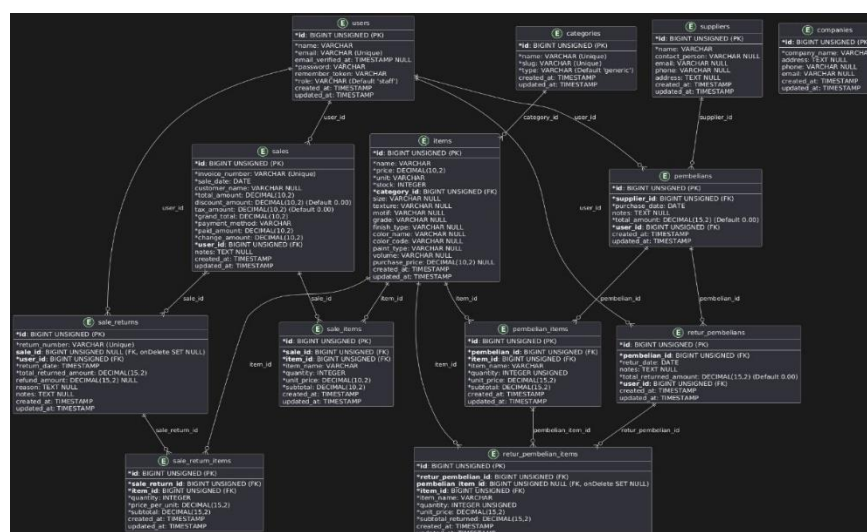 users
*id: BIGINT UNSIGNED (PK)
*name: VARCHAR
*email: VARCHAR (Unique)
email_verified_at: TIMESTAMP NULL
*password: VARCHAR
remember_token: VARCHAR
*role: VARCHAR (Default 'staff')
created_at: TIMESTAMP
updated_at: TIMESTAMP
categories
*id: BIGINT UNSIGNED (PK)
*name: VARCHAR (Unique)
*slug: VARCHAR (Unique)
*type: VARCHAR (Default 'generic')
created_at: TIMESTAMP
updated_at: TIMESTAMP
suppliers
*id: BIGINT UNSIGNED (PK)
*name: VARCHAR
contact_person: VARCHAR NULL
email: VARCHAR NULL
phone: VARCHAR NULL
address: TEXT NULL
created_at: TIMESTAMP
updated_at: TIMESTAMP
companies
*id: BIGINT UNSIGNED (PK)
*company_name: VARCHAR
address: TEXT NULL
phone: VARCHAR NULL
email: VARCHAR NULL
created_at: TIMESTAMP
updated_at: TIMESTAMP
user_id
category_id
user_id
supplier_id
sales
*id: BIGINT UNSIGNED (PK)
*invoice_number: VARCHAR (Unique)
*sale_date: DATE
customer_name: VARCHAR NULL
*total_amount: DECIMAL(10,2)
discount_amount: DECIMAL(10,2) (Default 0.00)
tax_amount: DECIMAL(10,2) (Default 0.00)
*grand_total: DECIMAL(10,2)
*payment_method: VARCHAR
*paid_amount: DECIMAL(10,2)
*change_amount: DECIMAL(10,2)
*user_id: BIGINT UNSIGNED (FK)
notes: TEXT NULL
created_at: TIMESTAMP
updated_at: TIMESTAMP
items
*id: BIGINT UNSIGNED (PK)
*name: VARCHAR
*price: DECIMAL(10,2)
*unit: VARCHAR
*stock: INTEGER
*category_id: BIGINT UNSIGNED (FK)
size: VARCHAR NULL
texture: VARCHAR NULL
motif: VARCHAR NULL
grade: VARCHAR NULL
finish_type: VARCHAR NULL
color_name: VARCHAR NULL
color_code: VARCHAR NULL
paint_type: VARCHAR NULL
volume: VARCHAR NULL
purchase_price: DECIMAL(10,2) NULL
created_at: TIMESTAMP
updated_at: TIMESTAMP
pembelians
*id: BIGINT UNSIGNED (PK)
*supplier_id: BIGINT UNSIGNED (FK)
*purchase_date: DATE
notes: TEXT NULL
*total_amount: DECIMAL(15,2) (Default 0.00)
*user_id: BIGINT UNSIGNED (FK)
created_at: TIMESTAMP
updated_at: TIMESTAMP
user_id
user_id
sale_id
sale_id
item_id
item_id
pembelian_id
pembelian_id
sale_returns
*id: BIGINT UNSIGNED (PK)
*return_number: VARCHAR (Unique)
sale_id: BIGINT UNSIGNED NULL (FK, onDelete SET NULL)
*user_id: BIGINT UNSIGNED (FK)
*return_date: TIMESTAMP
*total_returned_amount: DECIMAL(15,2)
refund_amount: DECIMAL(15,2) NULL
reason: TEXT NULL
notes: TEXT NULL
created_at: TIMESTAMP
updated_at: TIMESTAMP
item_id
sale_items
*id: BIGINT UNSIGNED (PK)
*sale_id: BIGINT UNSIGNED (FK)
*item_id: BIGINT UNSIGNED (FK)
*item_name: VARCHAR
*quantity: INTEGER
*unit_price: DECIMAL(10,2)
*subtotal: DECIMAL(10,2)
created_at: TIMESTAMP
updated_at: TIMESTAMP
item_id
pembelian_items
*id: BIGINT UNSIGNED (PK)
*pembelian_id: BIGINT UNSIGNED (FK)
*item_id: BIGINT UNSIGNED (FK)
*item_name: VARCHAR
*quantity: INTEGER UNSIGNED
*unit_price: DECIMAL(15,2)
*subtotal: DECIMAL(15,2)
created_at: TIMESTAMP
updated_at: TIMESTAMP
retur_pembelians
*id: BIGINT UNSIGNED (PK)
*pembelian_id: BIGINT UNSIGNED (FK)
*retur_date: DATE
notes: TEXT NULL
*total_returned_amount: DECIMAL(15,2) (Default 0.00)
*user_id: BIGINT UNSIGNED (FK)
created_at: TIMESTAMP
updated_at: TIMESTAMP
sale_return_id
pembelian_item_id
retur_pembelian_id
sale_return_items
*id: BIGINT UNSIGNED (PK)
*sale_return_id: BIGINT UNSIGNED (FK)
*item_id: BIGINT UNSIGNED (FK)
*quantity: INTEGER
*price_per_unit: DECIMAL(15,2)
*subtotal: DECIMAL(15,2)
created_at: TIMESTAMP
updated_at: TIMESTAMP
retur_pembelian_items
*id: BIGINT UNSIGNED (PK)
*retur_pembelian_id: BIGINT UNSIGNED (FK)
pembelian_item_id: BIGINT UNSIGNED NULL (FK, onDelete SET NULL)
*item_id: BIGINT UNSIGNED (FK)
*item_name: VARCHAR
*quantity: INTEGER UNSIGNED
*unit_price: DECIMAL(15,2)
*subtotal_returned: DECIMAL(15,2)